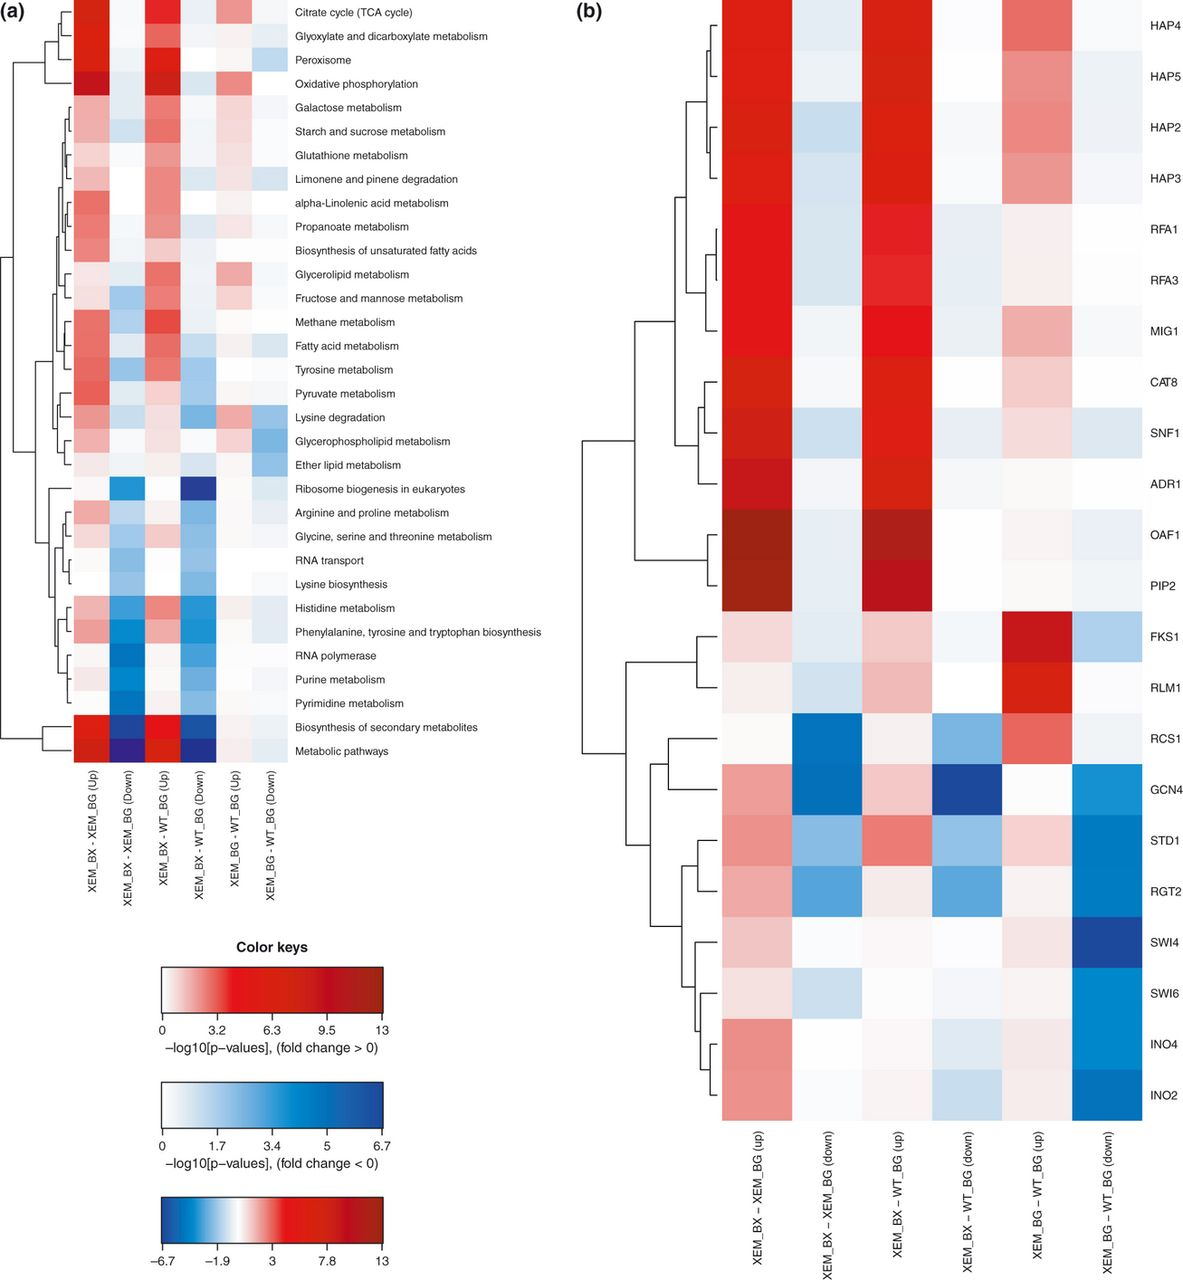 (a)
Citrate cycle (TCA cycle)
Glyoxylate and dicarboxylate metabolism
Peroxisome
Oxidative phosphorylation
Galactose metabolism
Starch and sucrose metabolism
Glutathione metabolism
Limonene and pinene degradation
alpha-Linolenic acid metabolism
Propanoate metabolism
Biosynthesis of unsaturated fatty acids
Glycerolipid metabolism
Fructose and mannose metabolism
Methane metabolism
Fatty acid metabolism
Tyrosine metabolism
Pyruvate metabolism
Lysine degradation
Glycerophospholipid metabolism
Ether lipid metabolism
Ribosome biogenesis in eukaryotes
Arginine and proline metabolism
Glycine, serine and threonine metabolism
RNA transport
Lysine biosynthesis
Histidine metabolism
Phenylalanine, tyrosine and tryptophan biosynthesis
RNA polymerase
Purine metabolism
Pyrimidine metabolism
Biosynthesis of secondary metabolites
Metabolic pathways
XEM_BX - XEM_BG (Up)
XEM_BX - XEM_BG (Down)
XEM_BX - WT_BG (Up)
XEM_BX - WT_BG (Down)
XEM_BG - WT_BG (Up)
XEM_BG - WT_BG (Down)
Color keys
0 3.2 6.3 9.5 13
−log10[p−values], (fold change > 0)
0 1.7 3.4 5 6.7
−log10[p−values], (fold change < 0)
−6.7 −1.9 3 7.8 13
(b)
HAP4
HAP5
HAP2
HAP3
RFA1
RFA3
MIG1
CAT8
SNF1
ADR1
OAF1
PIP2
FKS1
RLM1
RCS1
GCN4
STD1
RGT2
SWI4
SWI6
INO4
INO2
XEM_BX − XEM_BG (up)
XEM_BX − XEM_BG (down)
XEM_BX − WT_BG (up)
XEM_BX − WT_BG (down)
XEM_BG − WT_BG (up)
XEM_BG − WT_BG (down)